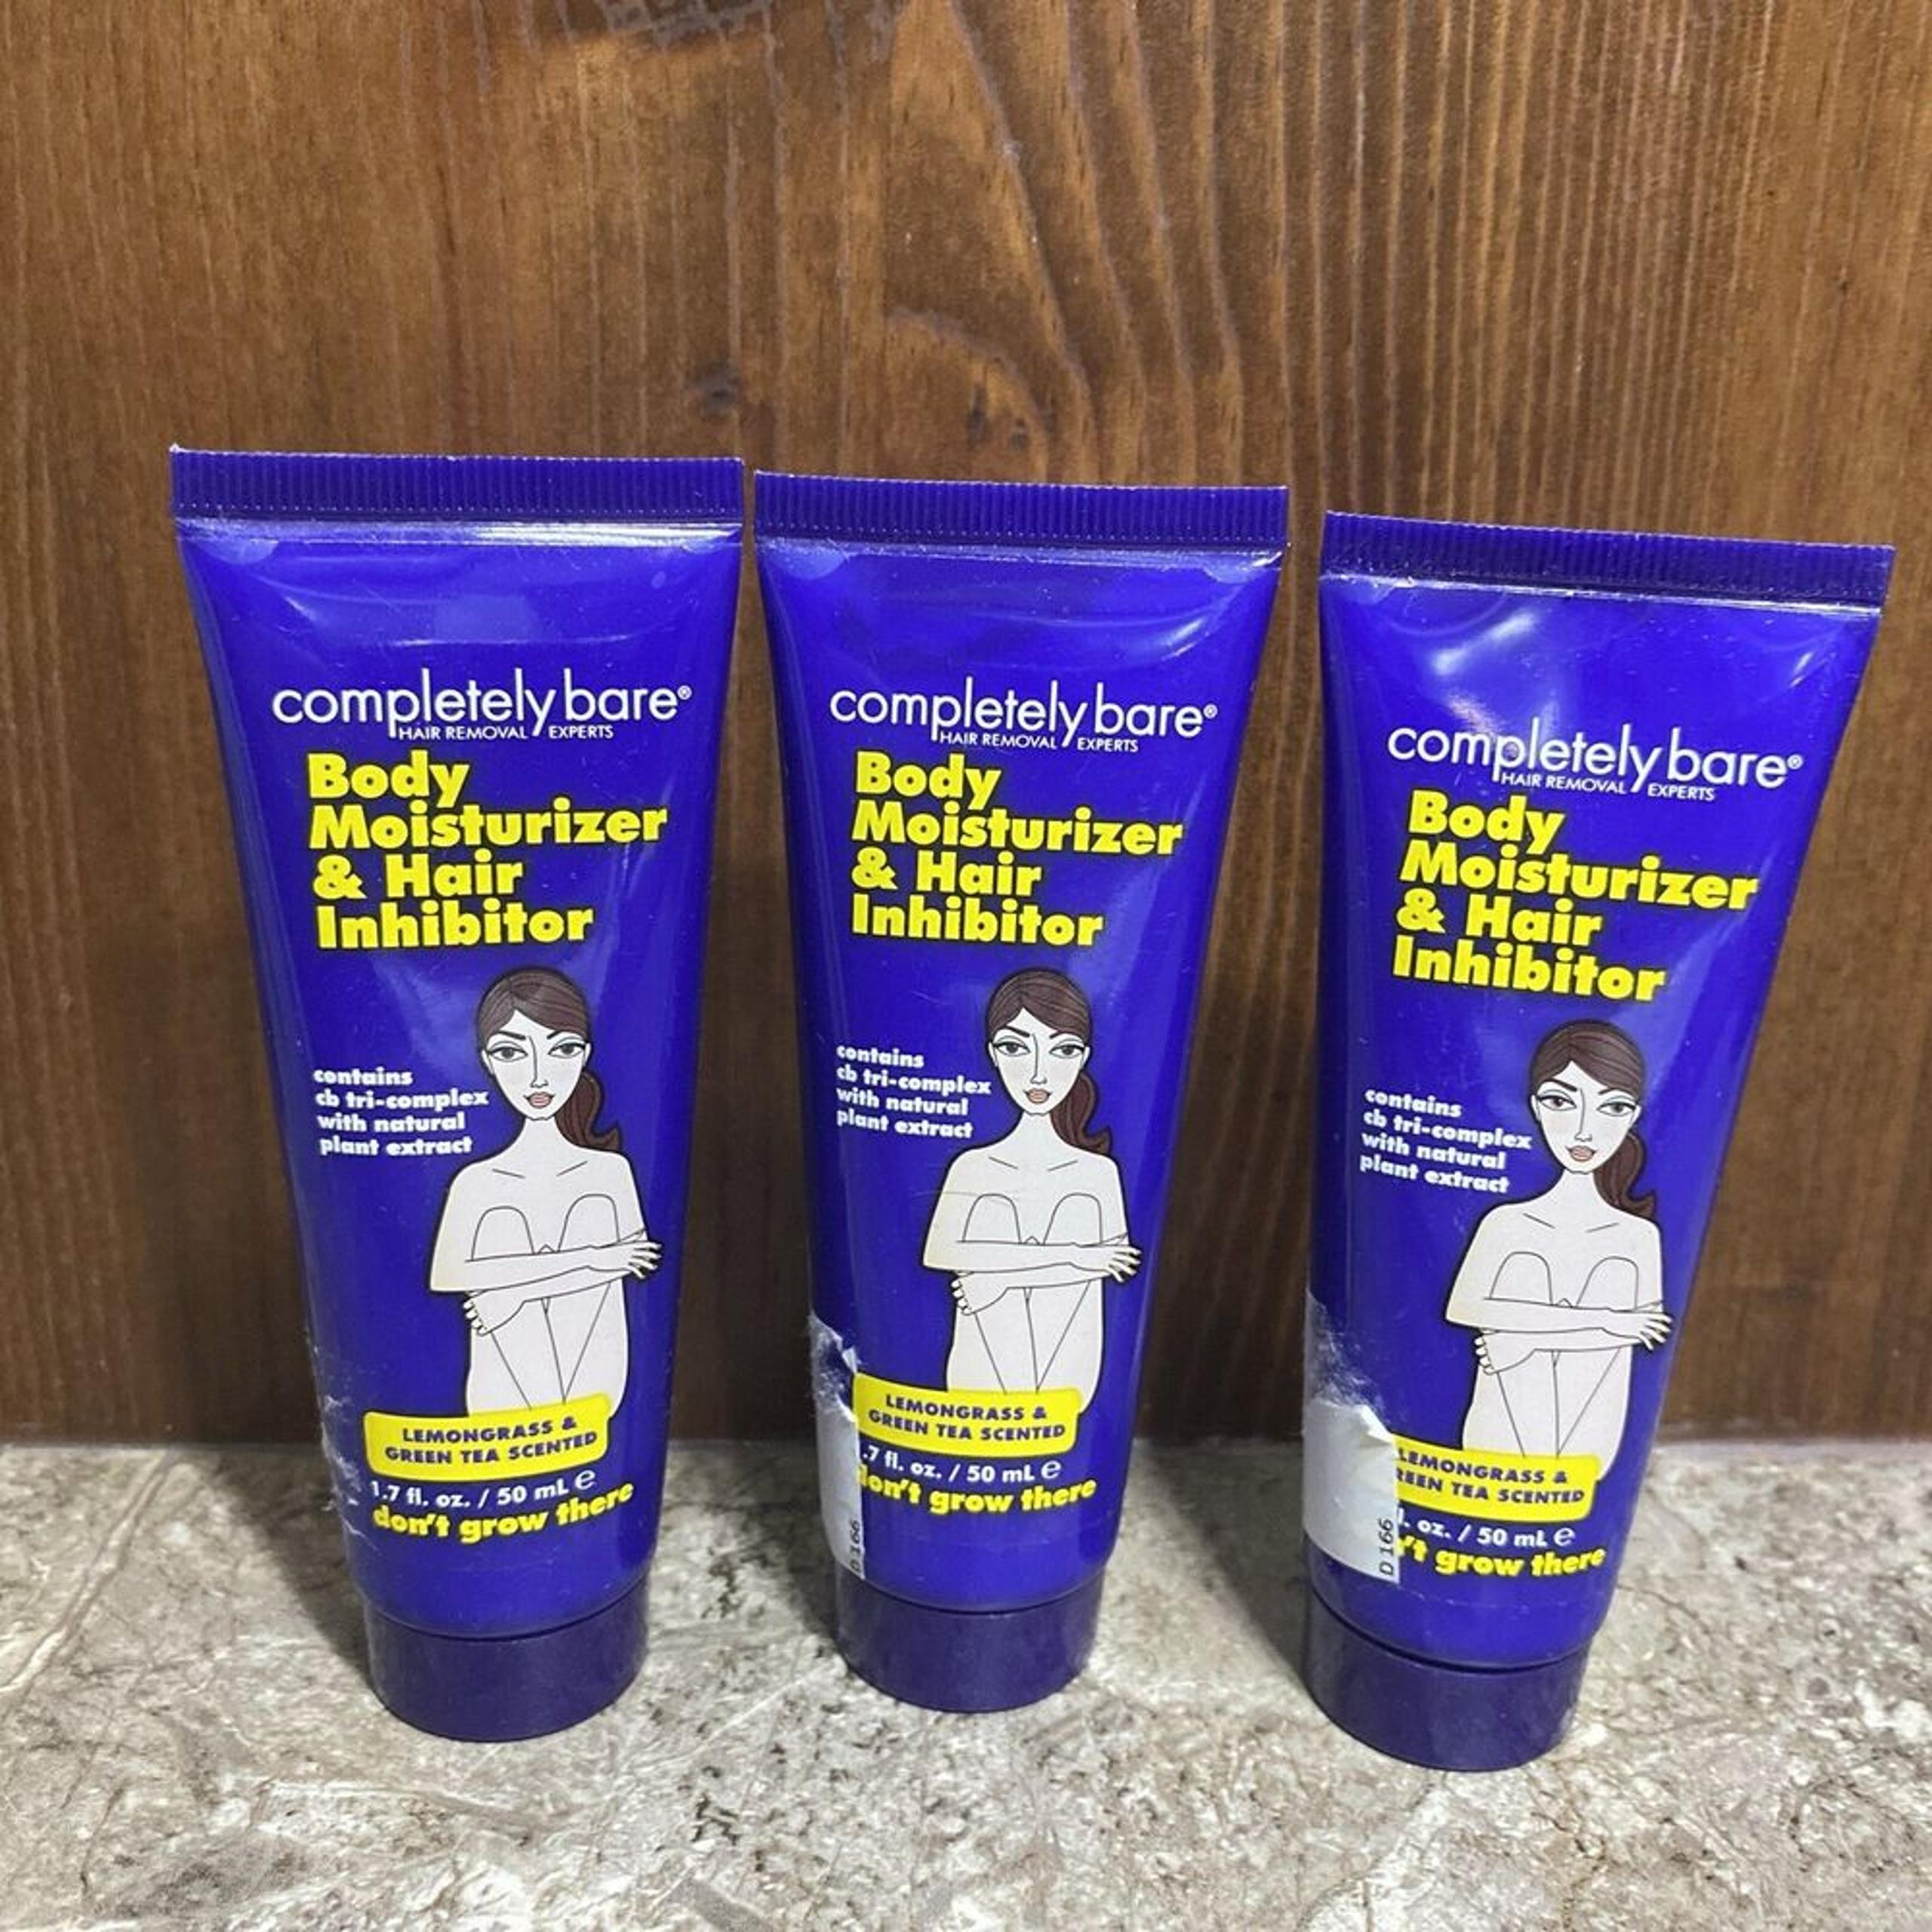 completely bare®
HAIR REMOVAL EXPERTS
Body
Moisturizer
& Hair
Inhibitor
contains
cb tri-complex
with natural
plant extract
LEMONGRASS &
GREEN TEA SCENTED
1.7 fl. oz. / 50 mL e
don't grow there
completely bare®
HAIR REMOVAL EXPERTS
Body
Moisturizer
& Hair
Inhibitor
contains
cb tri-complex
with natural
plant extract
LEMONGRASS &
GREEN TEA SCENTED
.7 fl. oz. / 50 mL e
don't grow there
D 166
completely bare®
HAIR REMOVAL EXPERTS
Body
Moisturizer
& Hair
Inhibitor
contains
cb tri-complex
with natural
plant extract
LEMONGRASS &
REEN TEA SCENTED
l. oz. / 50 mL e
't grow there
D 166